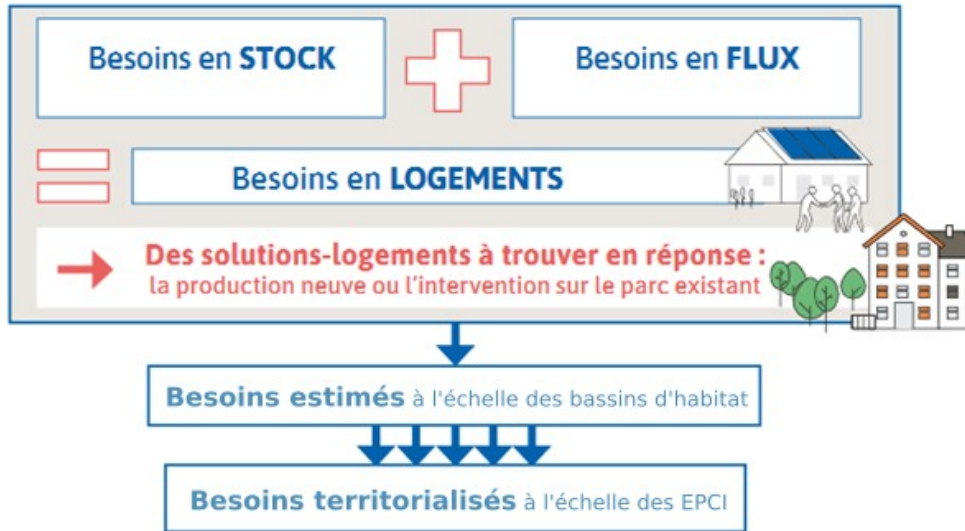 Besoins en STOCK
Besoins en FLUX
Besoins en LOGEMENTS
Des solutions-logements à trouver en réponse :
la production neuve ou l'intervention sur le parc existant
Besoins estimés à l'échelle des bassins d'habitat
Besoins territorialisés à l'échelle des EPCI